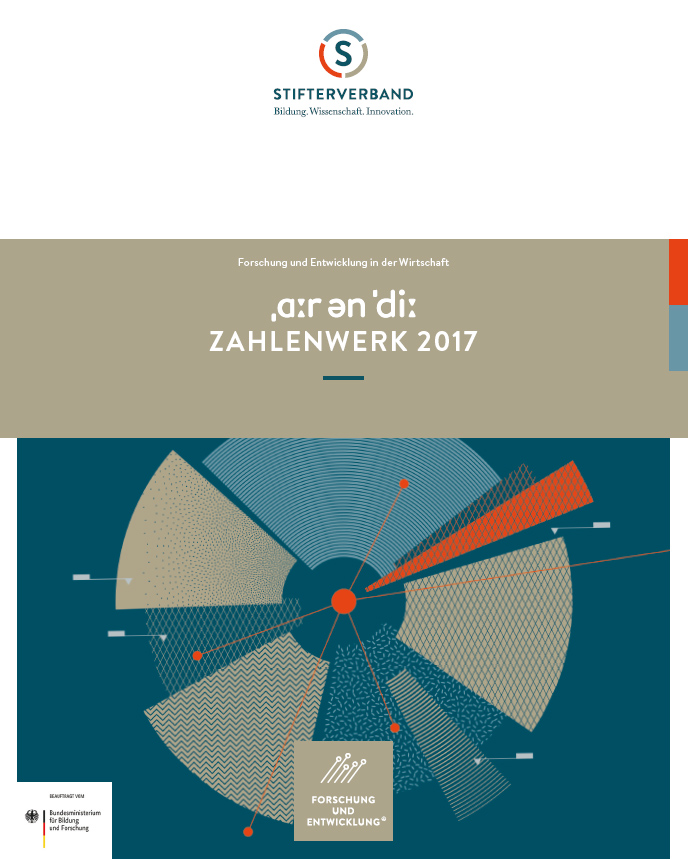 S
STIFTERVERBAND
Bildung. Wissenschaft. Innovation.
Forschung und Entwicklung in der Wirtschaft
ˌɑːr ən ˈdiː
ZAHLENWERK 2017
FORSCHUNG
UND
ENTWICKLUNG
BEAUFTRAGT VOM
Bundesministerium
für Bildung
und Forschung